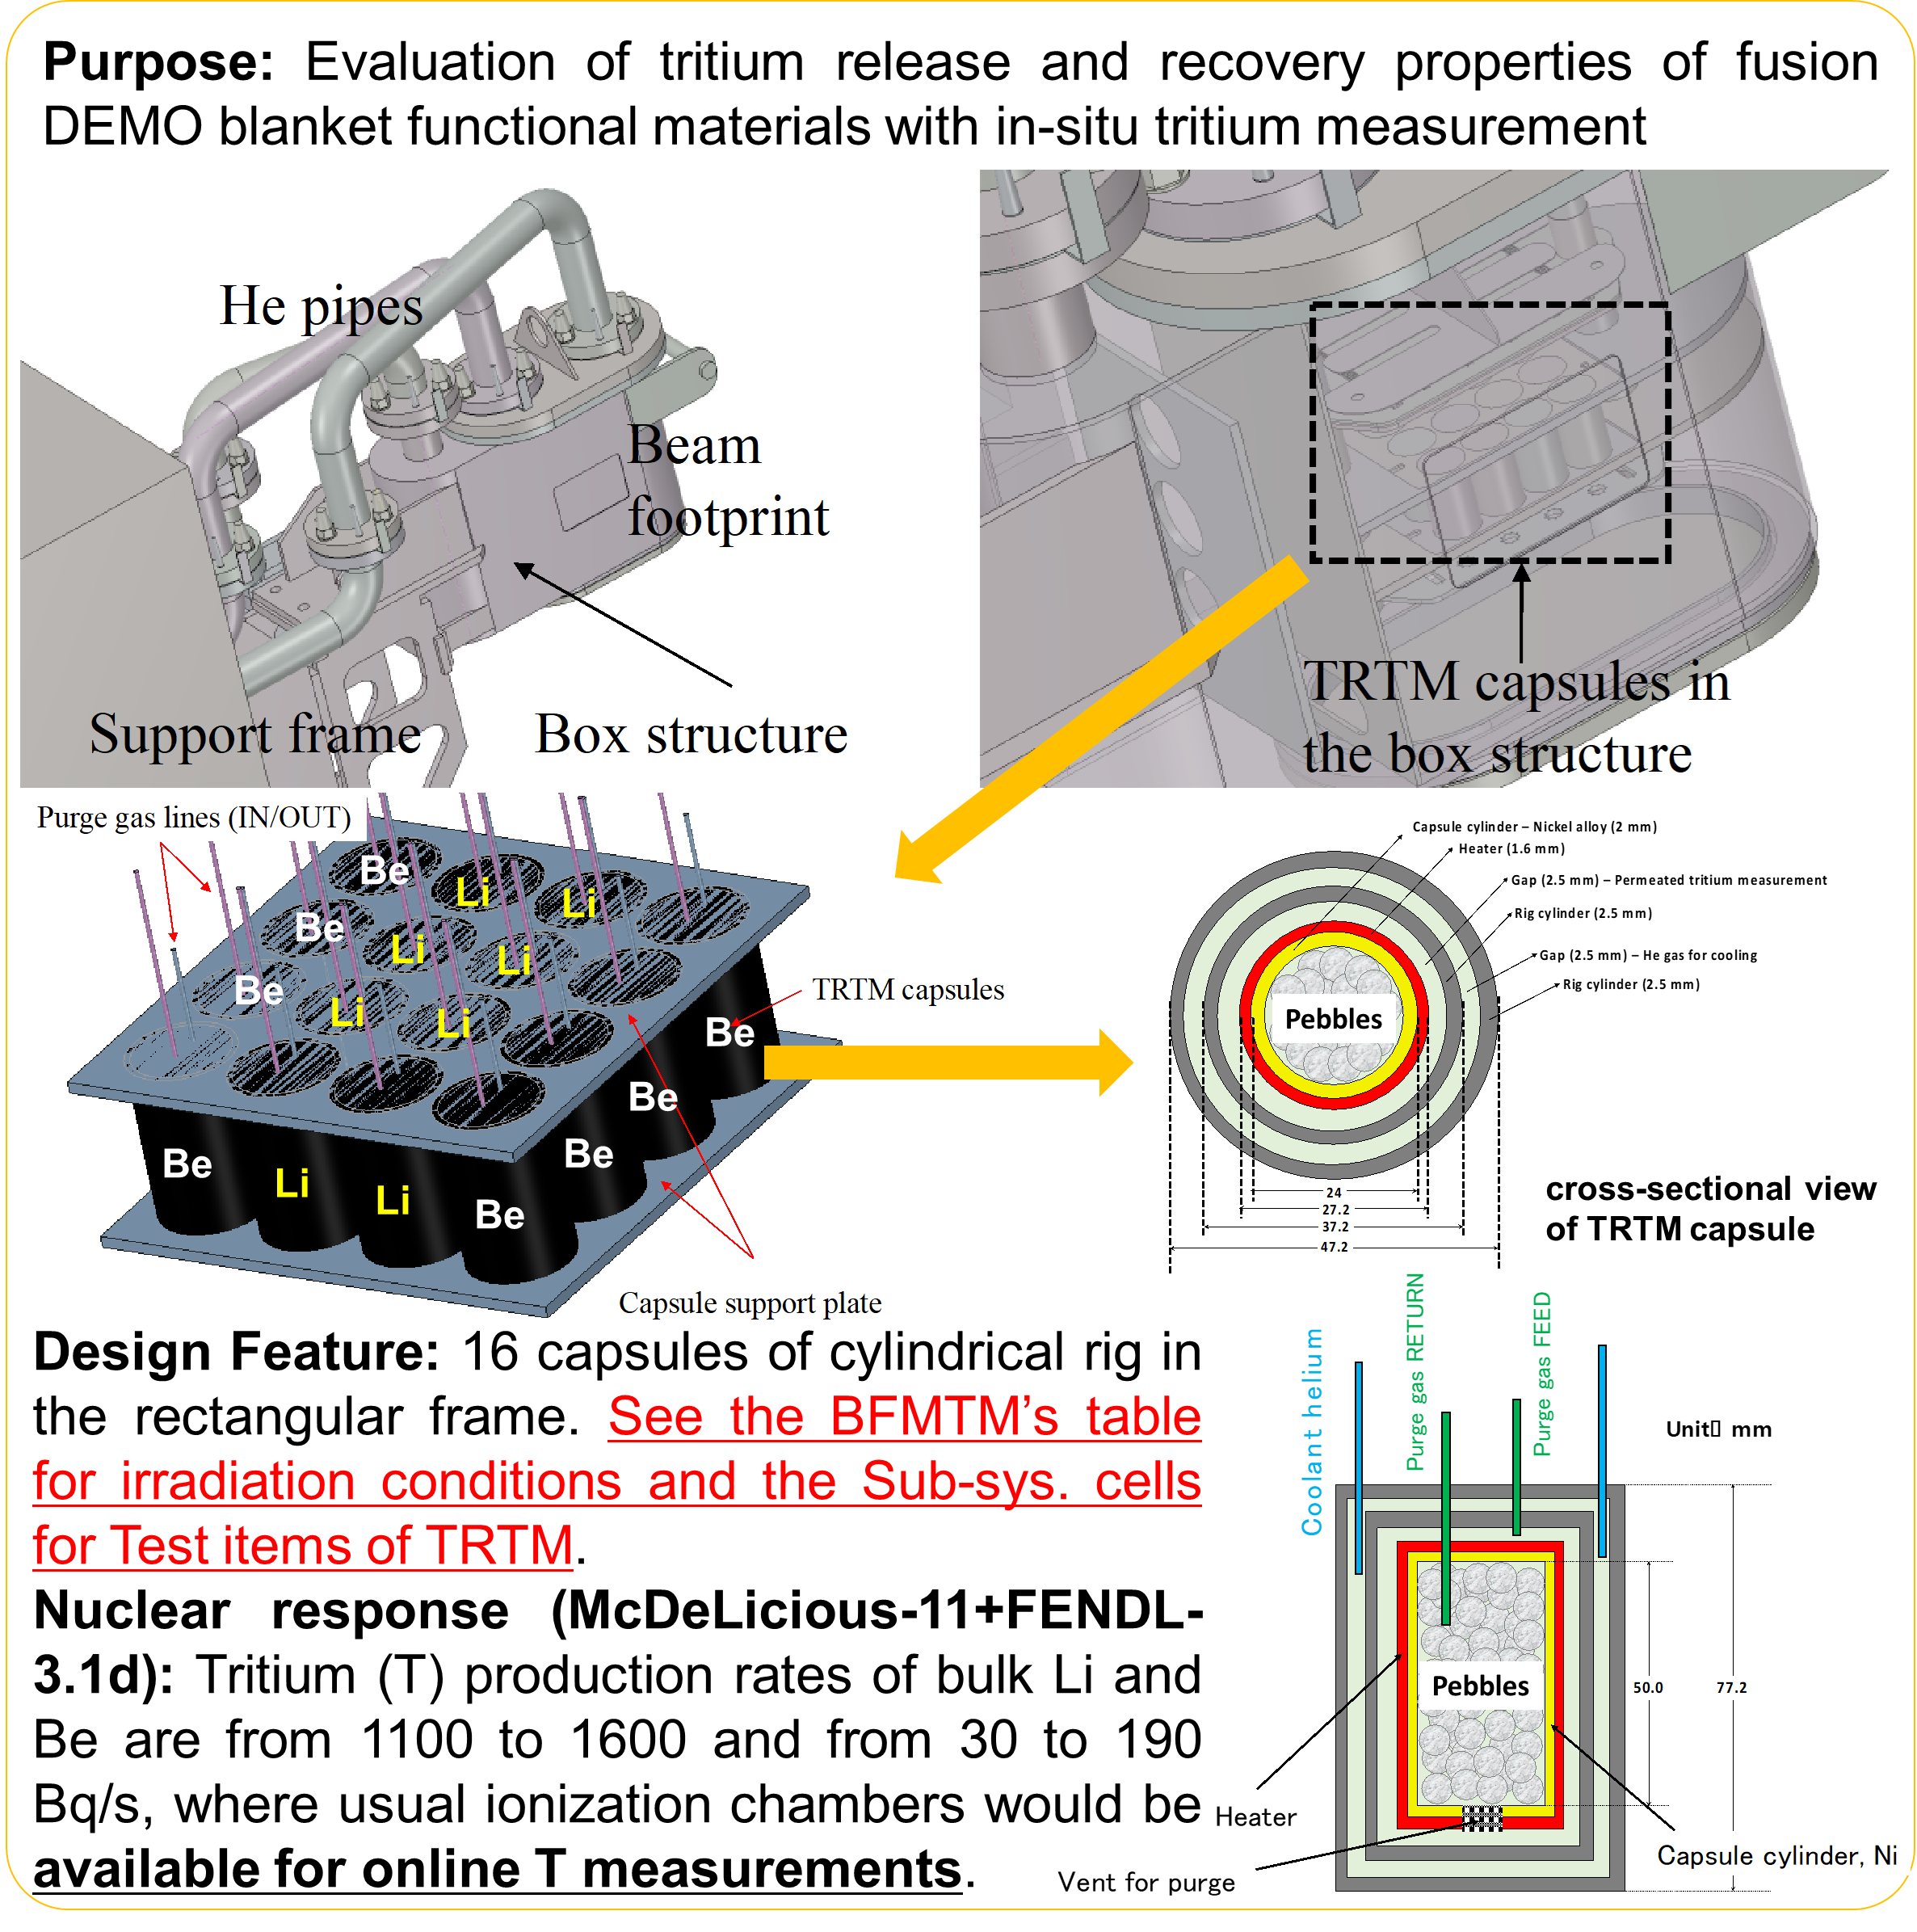 Purpose: Evaluation of tritium release and recovery properties of fusion
DEMO blanket functional materials with in-situ tritium measurement
He pipes
Beam
footprint
Support frame
Box structure
TRTM capsules in
the box structure
Purge gas lines (IN/OUT)
Be
Li
Li
Be
Li
Li
Be
Li
Li
TRTM capsules
Be
Be
Be
Be
Li
Li
Be
Capsule support plate
Capsule cylinder – Nickel alloy (2 mm)
Heater (1.6 mm)
Gap (2.5 mm) – Permeated tritium measurement
Rig cylinder (2.5 mm)
Gap (2.5 mm) – He gas for cooling
Rig cylinder (2.5 mm)
Pebbles
24
27.2
37.2
47.2
cross-sectional view
of TRTM capsule
Design Feature: 16 capsules of cylindrical rig in
the rectangular frame. See the BFMTM’s table
for irradiation conditions and the Sub-sys. cells
for Test items of TRTM.
Nuclear response (McDeLicious-11+FENDL-
3.1d): Tritium (T) production rates of bulk Li and
Be are from 1100 to 1600 and from 30 to 190
Bq/s, where usual ionization chambers would be
available for online T measurements.
Coolant helium
Purge gas RETURN
Purge gas FEED
Unit▯ mm
Pebbles
50.0
77.2
Heater
Vent for purge
Capsule cylinder, Ni